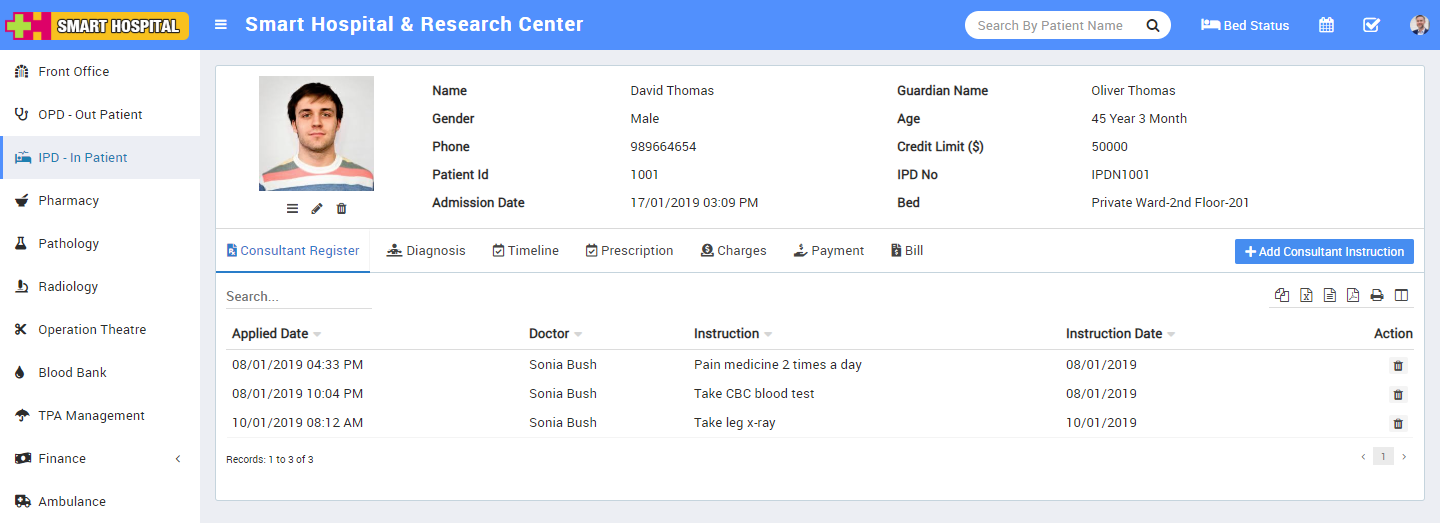 SMART HOSPITAL
Smart Hospital & Research Center
Search By Patient Name
Bed Status
Front Office
OPD - Out Patient
IPD - In Patient
Pharmacy
Pathology
Radiology
Operation Theatre
Blood Bank
TPA Management
Finance
Ambulance
Name David Thomas Guardian Name Oliver Thomas
Gender Male Age 45 Year 3 Month
Phone 989664654 Credit Limit ($) 50000
Patient Id 1001 IPD No IPDN1001
Admission Date 17/01/2019 03:09 PM Bed Private Ward-2nd Floor-201
Consultant Register Diagnosis Timeline Prescription Charges Payment Bill + Add Consultant Instruction
Search...
Applied Date Doctor Instruction Instruction Date Action
08/01/2019 04:33 PM Sonia Bush Pain medicine 2 times a day 08/01/2019
08/01/2019 10:04 PM Sonia Bush Take CBC blood test 08/01/2019
10/01/2019 08:12 AM Sonia Bush Take leg x-ray 10/01/2019
Records: 1 to 3 of 3 ‹ 1 ›